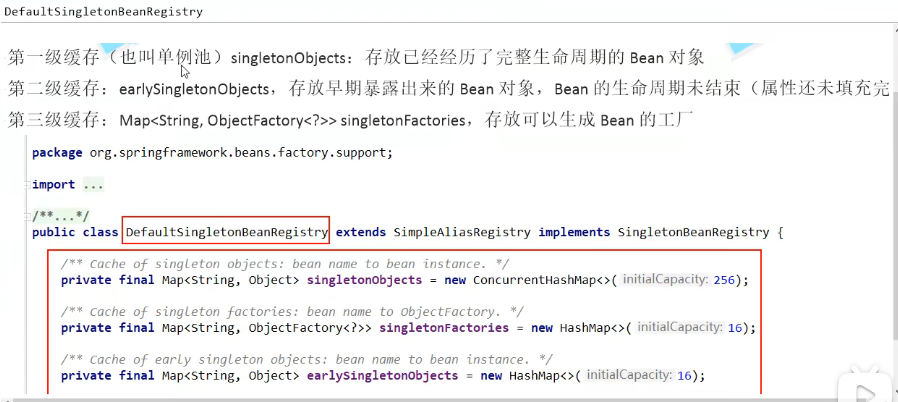 DefaultSingletonBeanRegistry
第一级缓存（也叫单例池）singletonObjects：存放已经经历了完整生命周期的 Bean 对象
第二级缓存：earlySingletonObjects，存放早期暴露出来的 Bean 对象，Bean 的生命周期未结束（属性还未填充完
第三级缓存：Map<String, ObjectFactory<?>> singletonFactories，存放可以生成 Bean 的工厂
package org.springframework.beans.factory.support;
import ...
/**...*/
public class DefaultSingletonBeanRegistry extends SimpleAliasRegistry implements SingletonBeanRegistry {
/** Cache of singleton objects: bean name to bean instance. */
private final Map<String, Object> singletonObjects = new ConcurrentHashMap<>( initialCapacity: 256);
/** Cache of singleton factories: bean name to ObjectFactory. */
private final Map<String, ObjectFactory<?>> singletonFactories = new HashMap<>( initialCapacity: 16);
/** Cache of early singleton objects: bean name to bean instance. */
private final Map<String, Object> earlySingletonObjects = new HashMap<>( initialCapacity: 16);